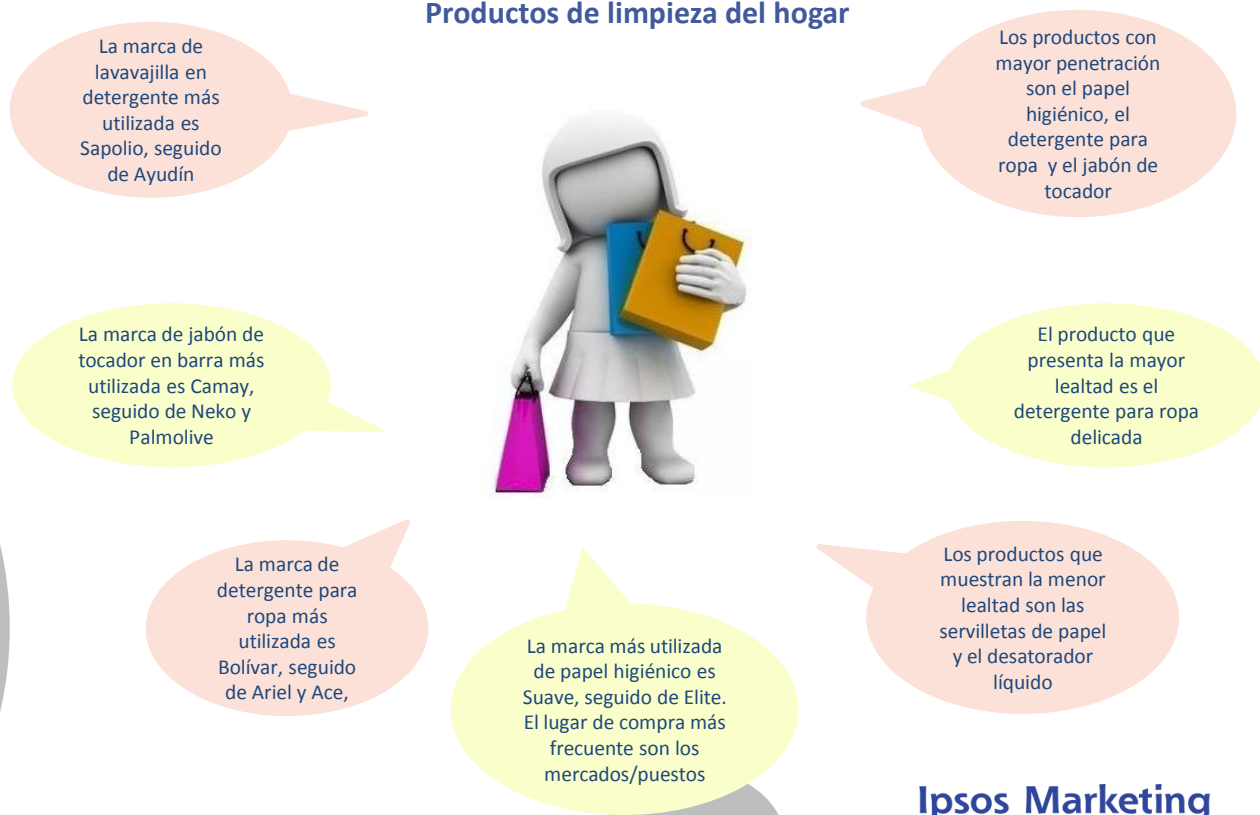 Productos de limpieza del hogar
La marca de
lavavajilla en
detergente más
utilizada es
Sapolio, seguido
de Ayudín
Los productos con
mayor penetración
son el papel
higiénico, el
detergente para
ropa y el jabón de
tocador
La marca de jabón de
tocador en barra más
utilizada es Camay,
seguido de Neko y
Palmolive
El producto que
presenta la mayor
lealtad es el
detergente para ropa
delicada
La marca de
detergente para
ropa más
utilizada es
Bolívar, seguido
de Ariel y Ace,
La marca más utilizada
de papel higiénico es
Suave, seguido de Elite.
El lugar de compra más
frecuente son los
mercados/puestos
Los productos que
muestran la menor
lealtad son las
servilletas de papel
y el desatorador
líquido
Ipsos Marketing